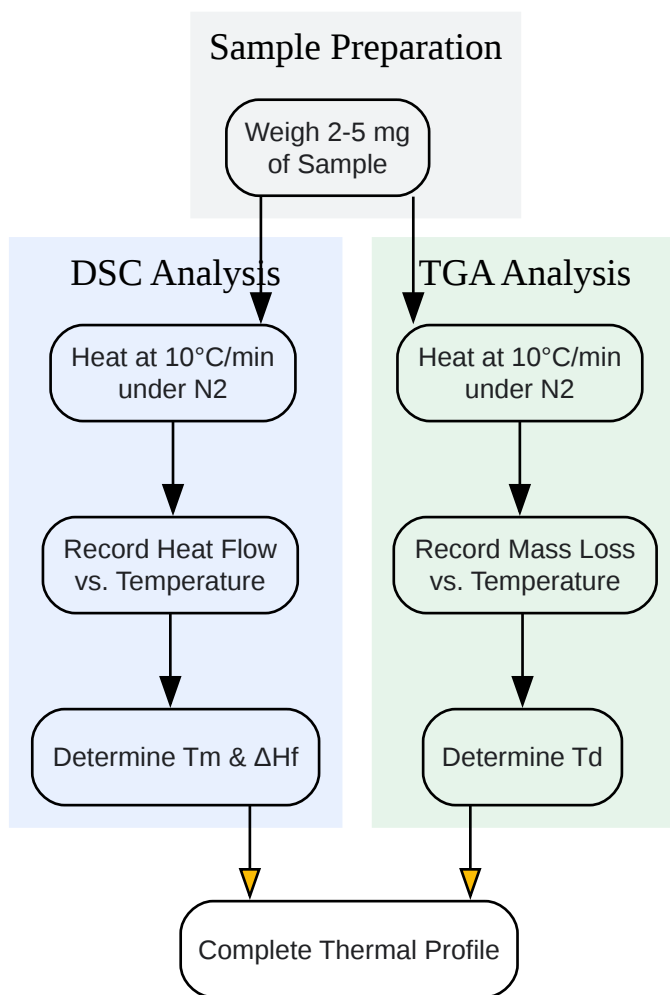 Sample Preparation
Weigh 2-5 mg
of Sample
DSC Analysis
Heat at 10°C/min
under N2
Record Heat Flow
vs. Temperature
Determine Tm & ΔHf
TGA Analysis
Heat at 10°C/min
under N2
Record Mass Loss
vs. Temperature
Determine Td
Complete Thermal Profile